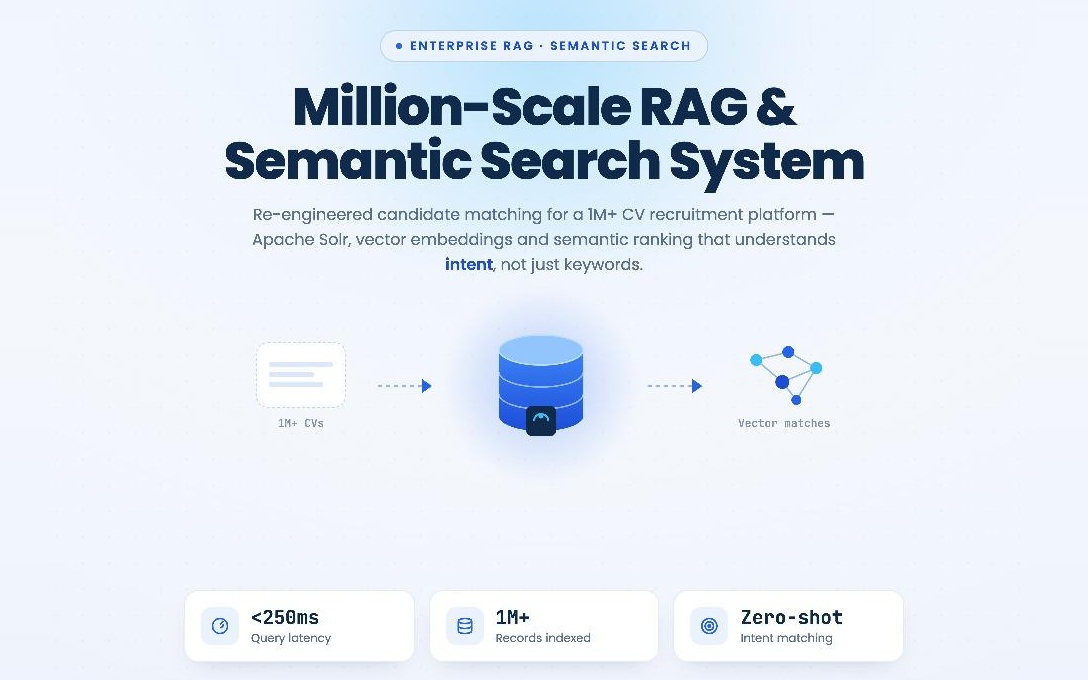 ENTERPRISE RAG · SEMANTIC SEARCH
Million-Scale RAG &
Semantic Search System
Re-engineered candidate matching for a 1M+ CV recruitment platform —
Apache Solr, vector embeddings and semantic ranking that understands
intent, not just keywords.
1M+ CVs
Vector matches
<250ms
Query latency
1M+
Records indexed
Zero-shot
Intent matching